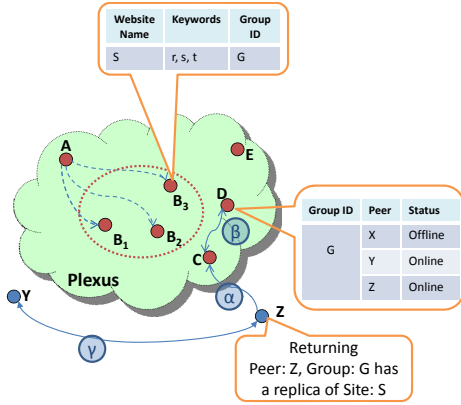 Website Name Keywords Group ID
S r, s, t G
A
E
B3
D
B1
B2
β
C
Plexus
α
Y
Z
γ
Group ID Peer Status
G
X Offline
Y Online
Z Online
Returning
Peer: Z, Group: G has
a replica of Site: S